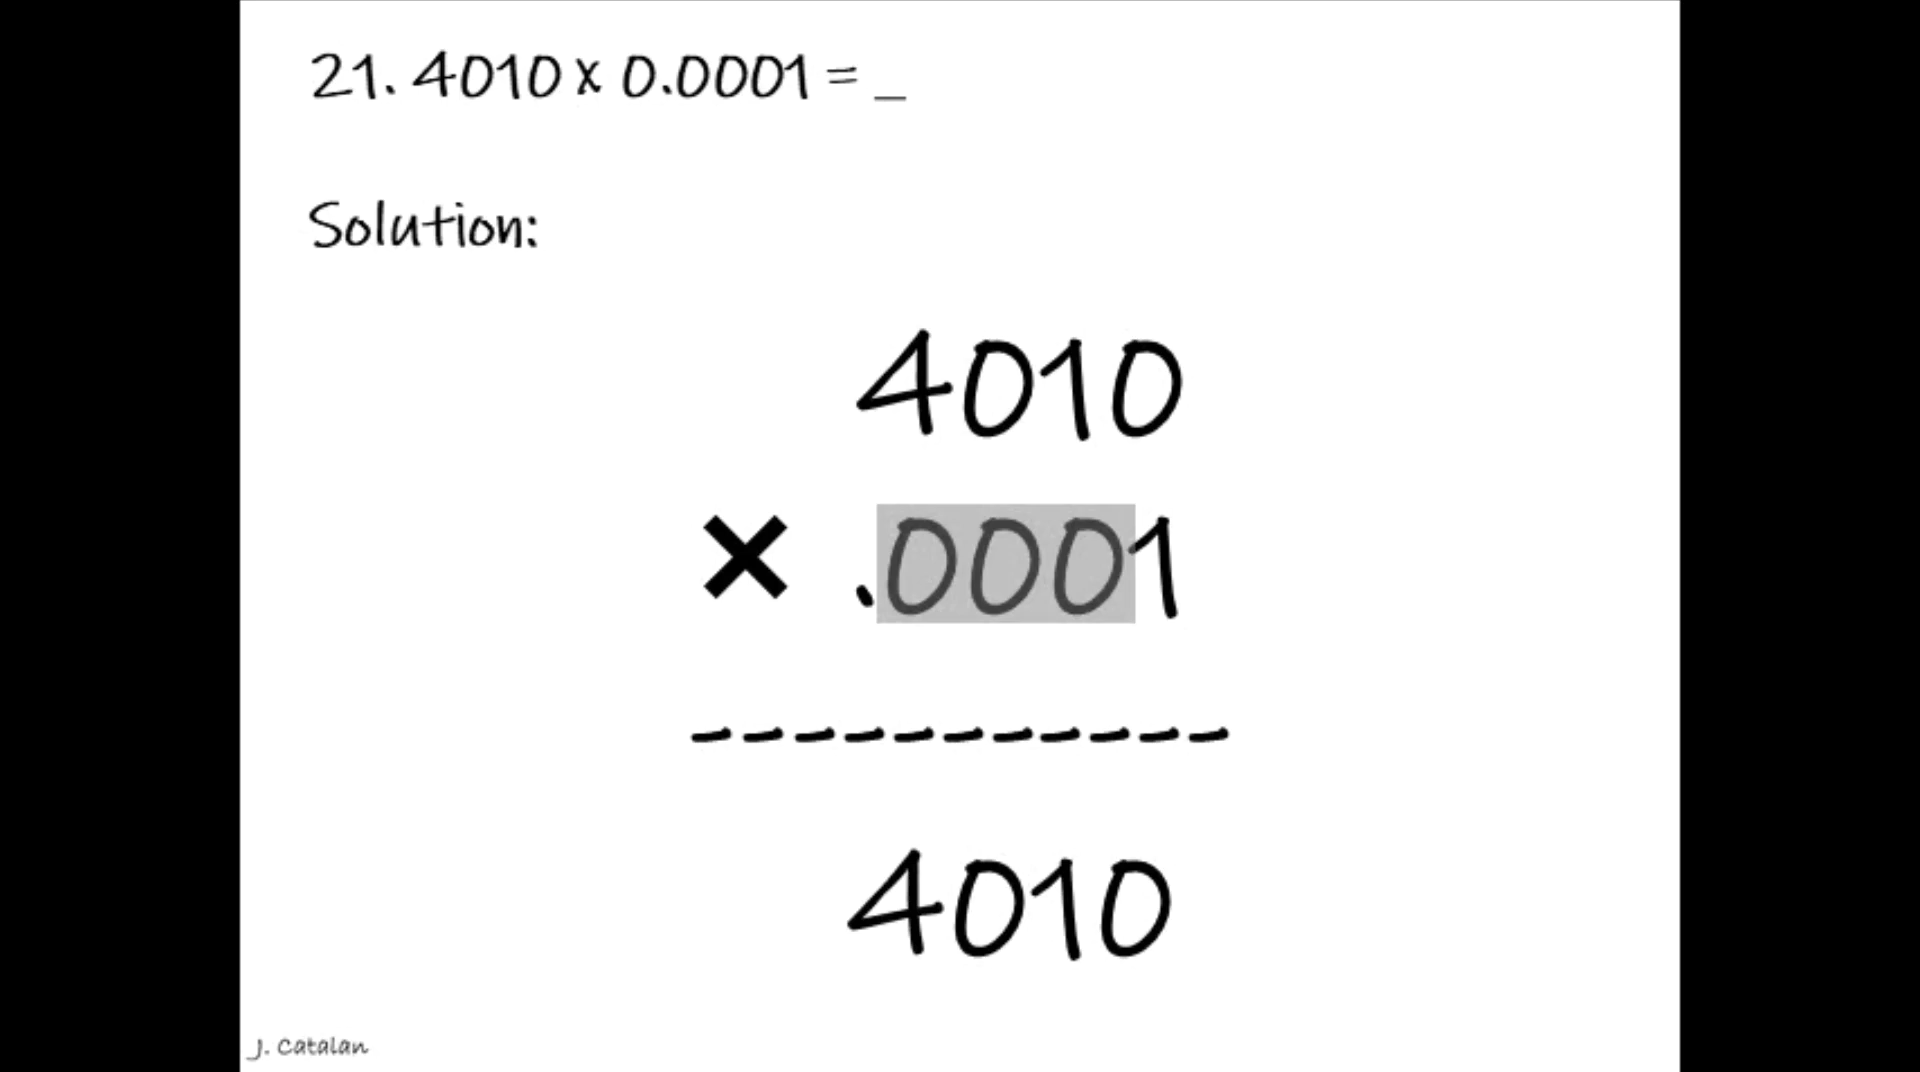 21. 4010 x 0.0001 = _
Solution:
4010
× .0001
-----------
4010
J. Catalan